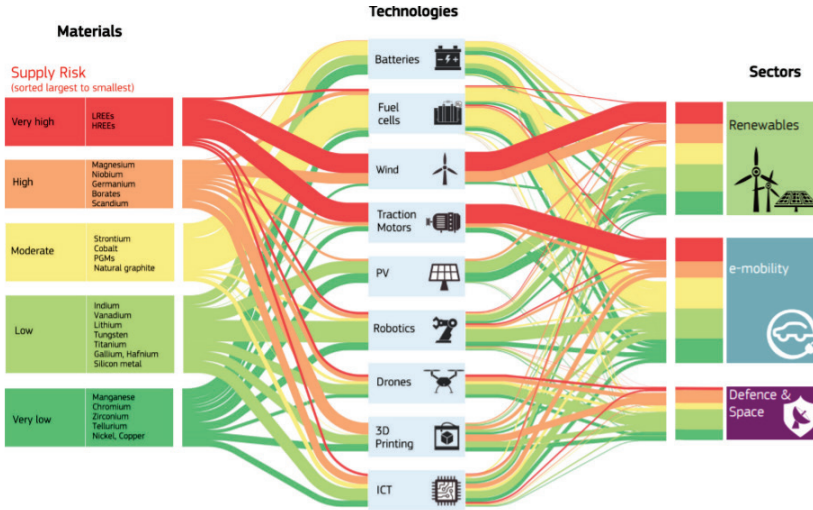 Technologies
Materials
Sectors
Supply Risk
(sorted largest to smallest)
Very high
LREEs
HREEs
High
Magnesium
Niobium
Germanium
Borates
Scandium
Moderate
Strontium
Cobalt
PGMs
Natural graphite
Low
Indium
Vanadium
Lithium
Tungsten
Titanium
Gallium, Hafnium
Silicon metal
Very low
Manganese
Chromium
Zirconium
Tellurium
Nickel, Copper
Batteries
Fuel
cells
Wind
Traction
Motors
PV
Robotics
Drones
3D
Printing
ICT
Renewables
e-mobility
Defence &
Space